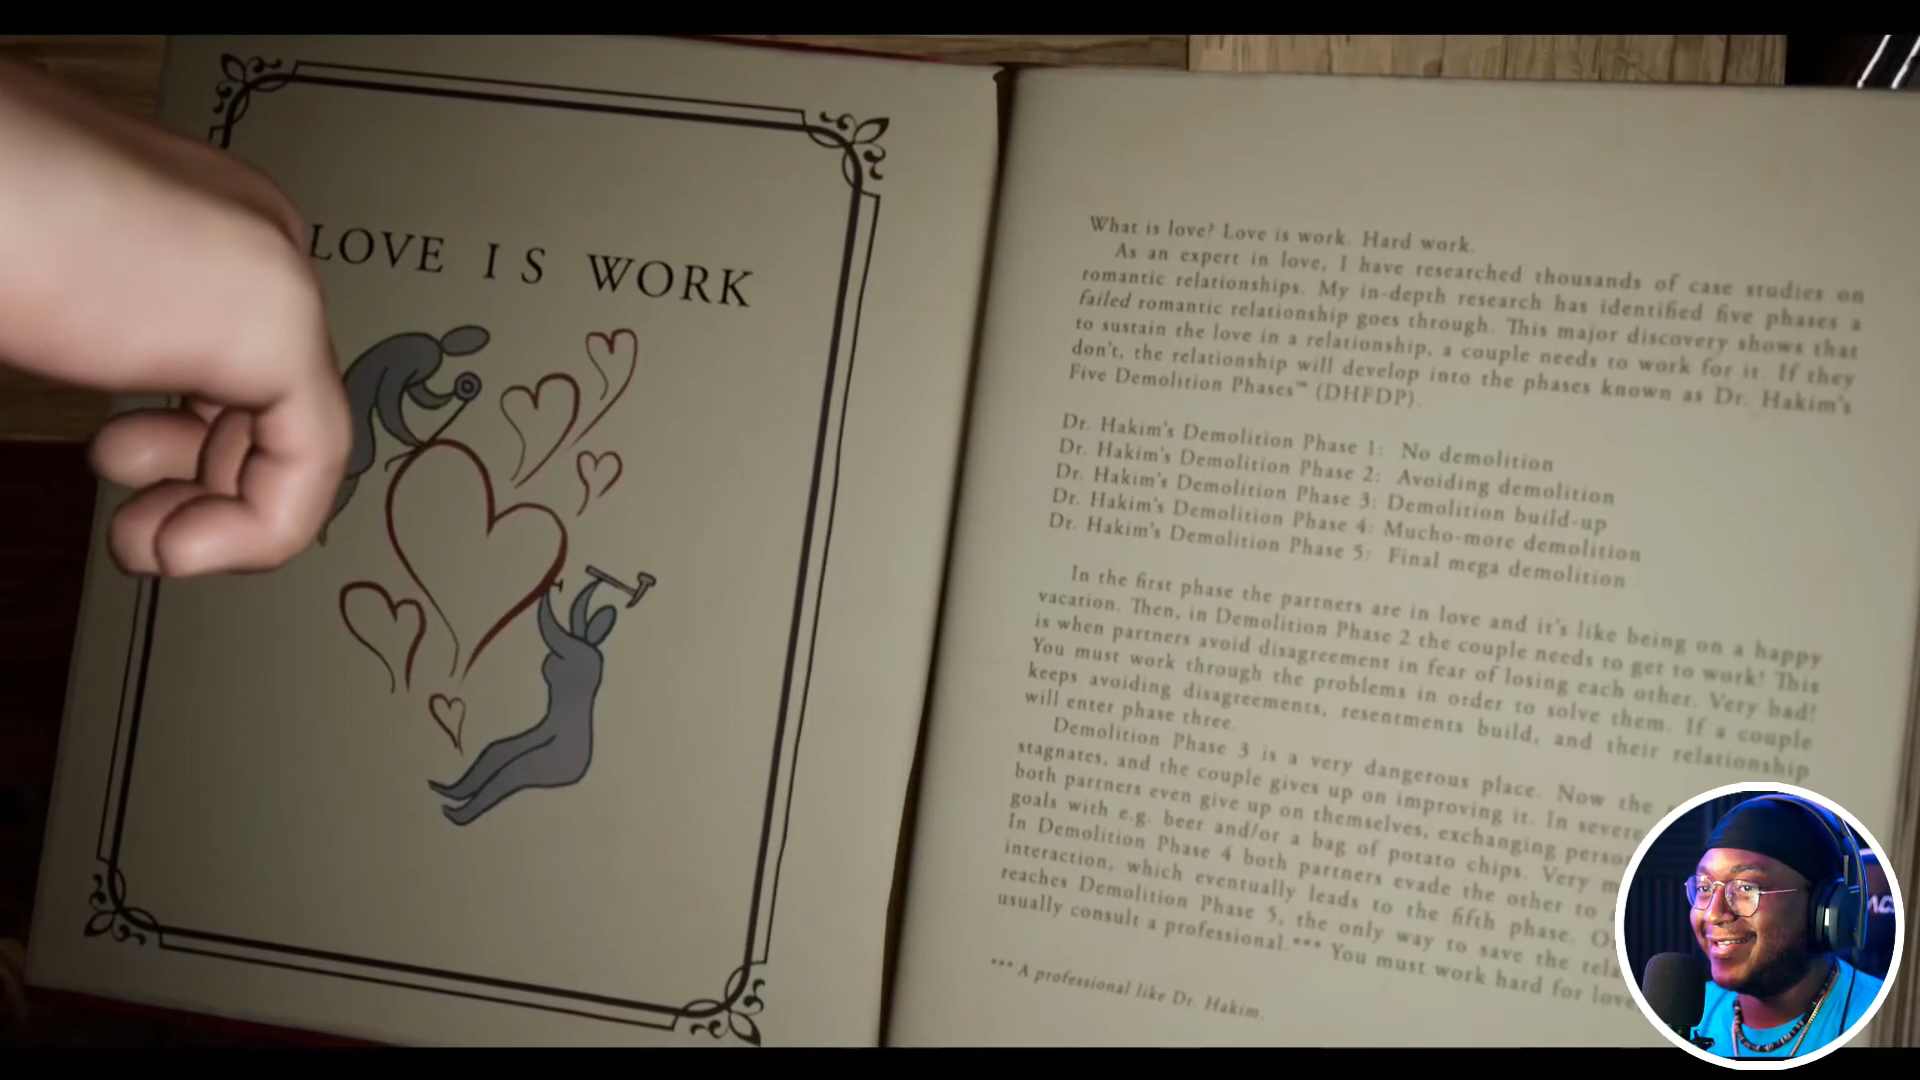 LOVE IS WORK
What is love? Love is work. Hard work.
As an expert in love, I have researched thousands of case studies on
romantic relationships. My in-depth research has identified five phases a
failed romantic relationship goes through. This major discovery shows that
to sustain the love in a relationship, a couple needs to work for it. If they
don't, the relationship will develop into the phases known as Dr. Hakim's
Five Demolition Phases™ (DHFDP).
Dr. Hakim's Demolition Phase 1: No demolition
Dr. Hakim's Demolition Phase 2: Avoiding demolition
Dr. Hakim's Demolition Phase 3: Demolition build-up
Dr. Hakim's Demolition Phase 4: Mucho-more demolition
Dr. Hakim's Demolition Phase 5: Final mega demolition
In the first phase the partners are in love and it's like being on a happy
vacation. Then, in Demolition Phase 2 the couple needs to get to work! This
is when partners avoid disagreement in fear of losing each other. Very bad!
You must work through the problems in order to solve them. If a couple
keeps avoiding disagreements, resentments build, and their relationship
will enter phase three.
Demolition Phase 3 is a very dangerous place. Now the
stagnates, and the couple gives up on improving it. In severe
both partners even give up on themselves, exchanging
goals with e.g. beer and/or a bag of potato chips. Very
In Demolition Phase 4 both partners evade the other to
interaction, which eventually leads to the fifth phase.
reaches Demolition Phase 5, the only way to save the
usually consult a professional.*** You must work hard for love
*** A professional like Dr. Hakim.